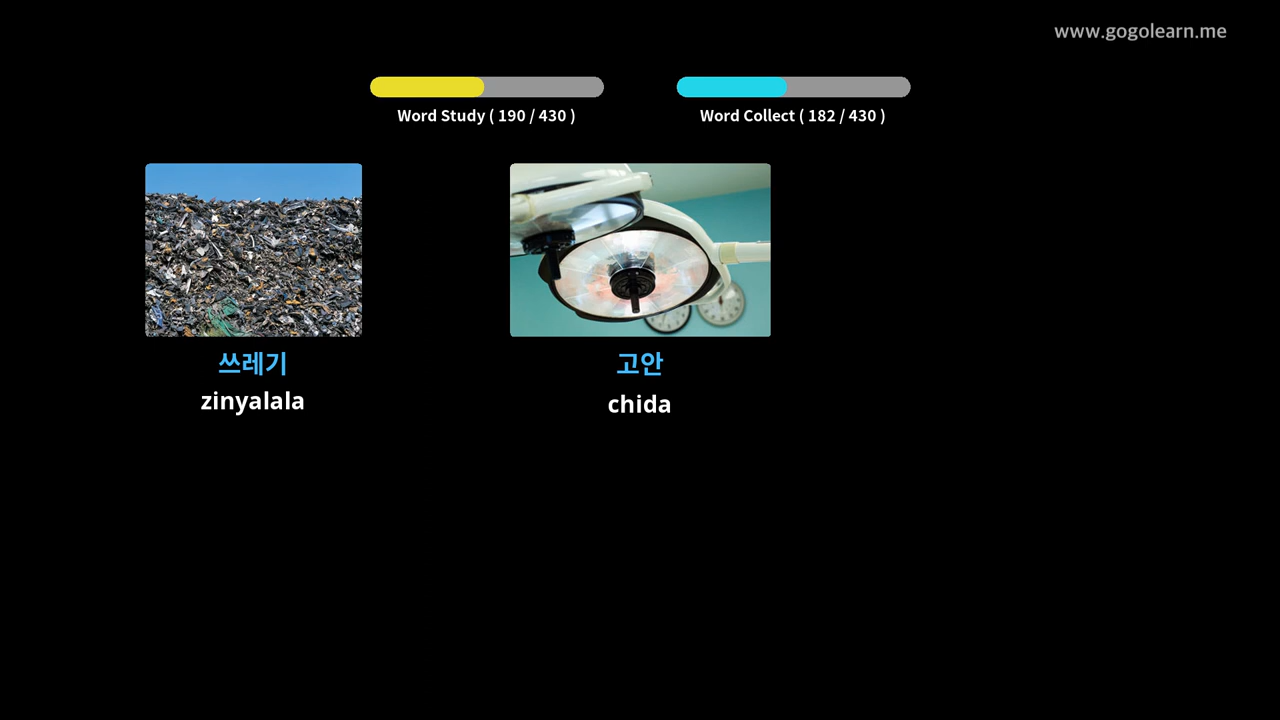 www.gogolearn.me
Word Study ( 190 / 430 )
Word Collect ( 182 / 430 )
쓰레기
zinyalala
고안
chida